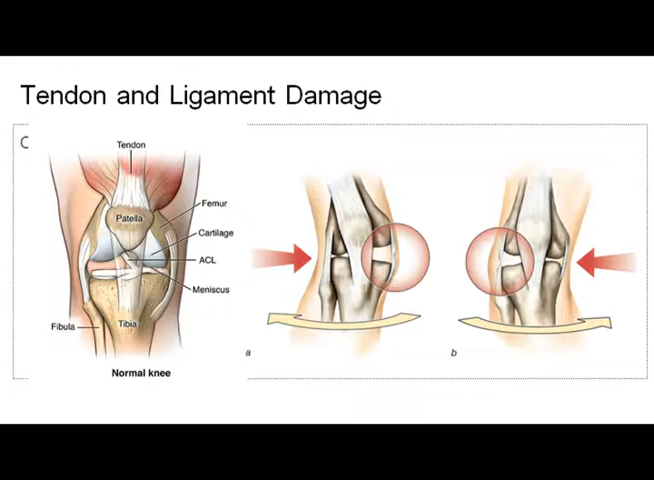 Tendon and Ligament Damage
C
Tendon
Femur
Patella
Cartilage
ACL
Meniscus
Fibula
Tibia
Normal knee
a
b